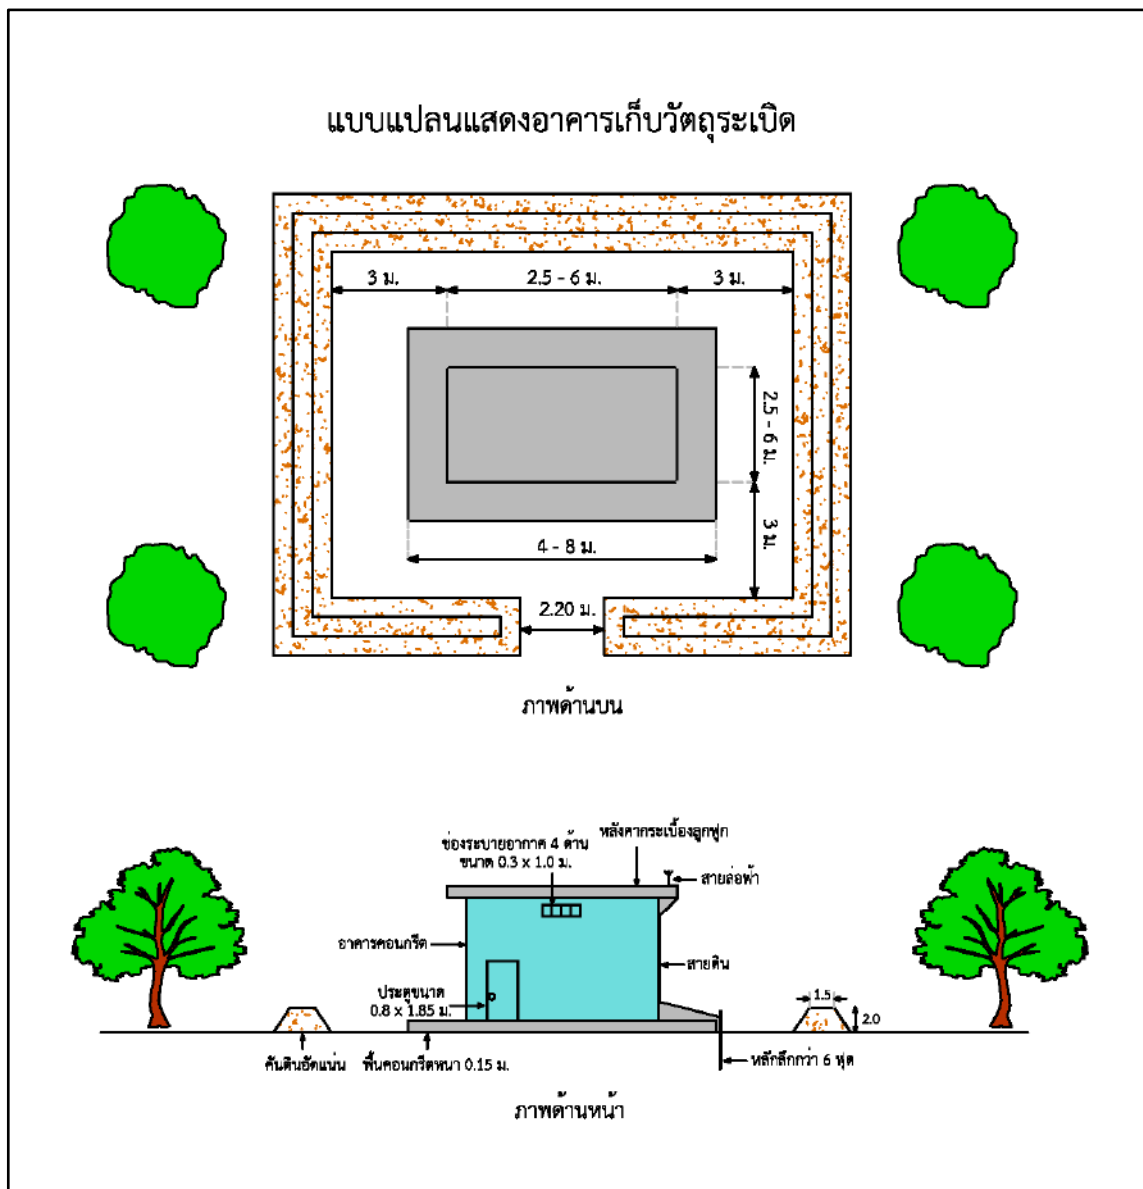 แบบแปลนแสดงอาคารเก็บวัตถุระเบิด
3 ม.
2.5 - 6 ม.
3 ม.
2.5 - 6 ม.
3 ม.
4 - 8 ม.
2.20 ม.
ภาพด้านบน
หลังคากระเบื้องลูกฟูก
ช่องระบายอากาศ 4 ด้าน
ขนาด 0.3 x 1.0 ม.
สายล่อฟ้า
อาคารคอนกรีต
สายดิน
ประตูขนาด
0.8 x 1.85 ม.
1.5
2.0
คันดินอัดแน่น
พื้นคอนกรีตหนา 0.15 ม.
หลักลึกกว่า 6 ฟุต
ภาพด้านหน้า